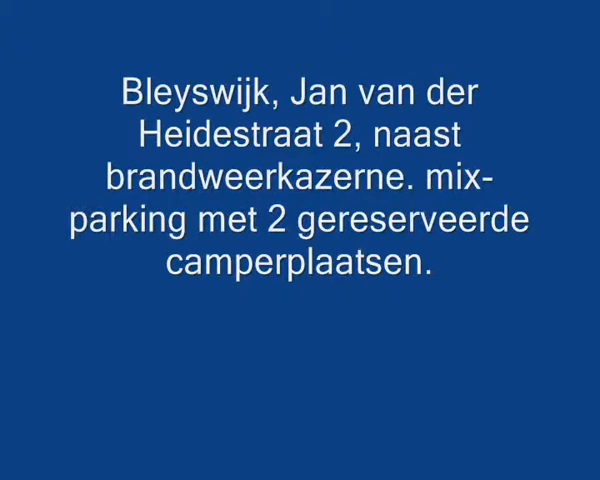 Bleyswijk, Jan van der
Heidestraat 2, naast
brandweerkazerne. mix-
parking met 2 gereserveerde
camperplaatsen.